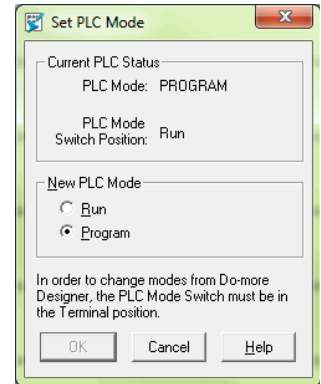 Set PLC Mode
Current PLC Status
PLC Mode: PROGRAM
PLC Mode
Switch Position: Run
New PLC Mode
Run
Program
In order to change modes from Do-more
Designer, the PLC Mode Switch must be in
the Terminal position.
OK Cancel Help